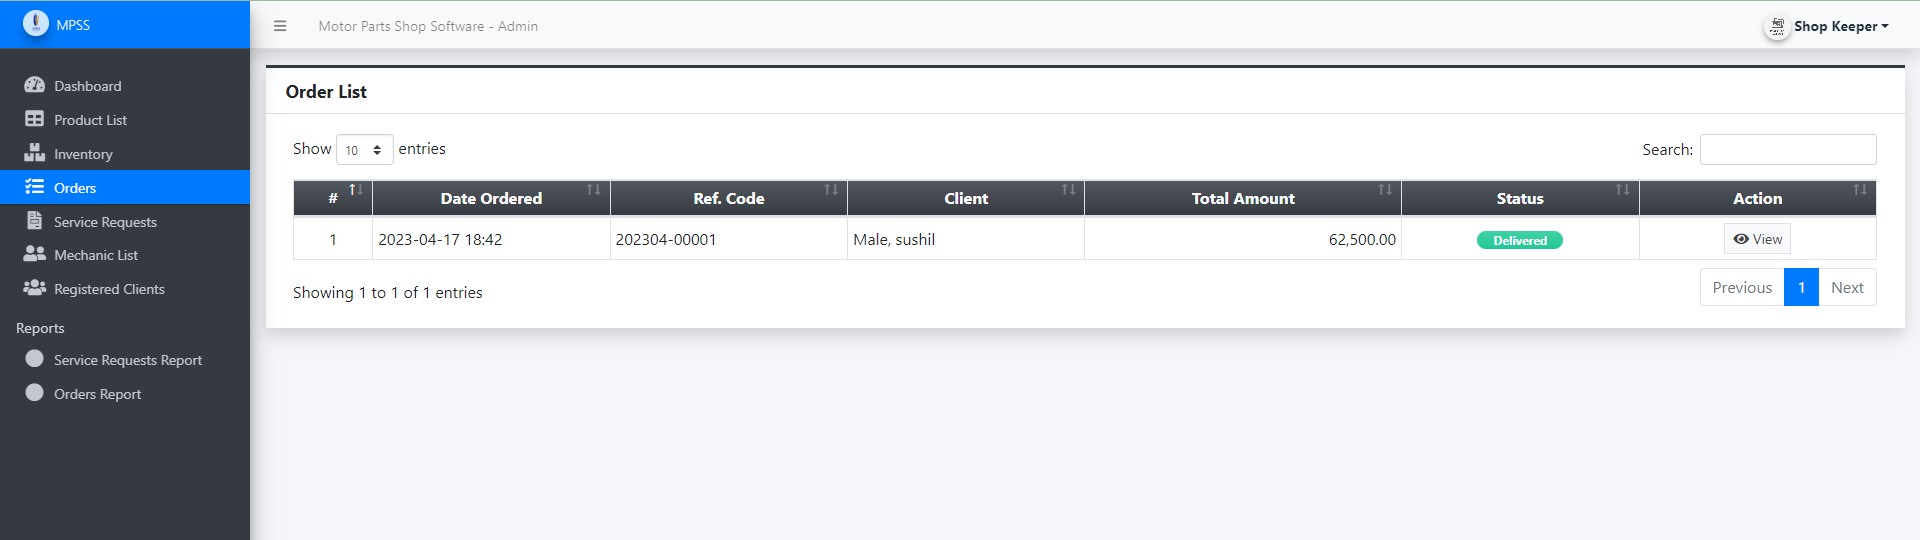 MPSS
Motor Parts Shop Software - Admin
Shop Keeper
Dashboard
Product List
Inventory
Orders
Service Requests
Mechanic List
Registered Clients
Reports
Service Requests Report
Orders Report
Order List
Show 10 entries
Search:
# Date Ordered Ref. Code Client Total Amount Status Action
1 2023-04-17 18:42 202304-00001 Male, sushil 62,500.00 Delivered View
Showing 1 to 1 of 1 entries
Previous 1 Next